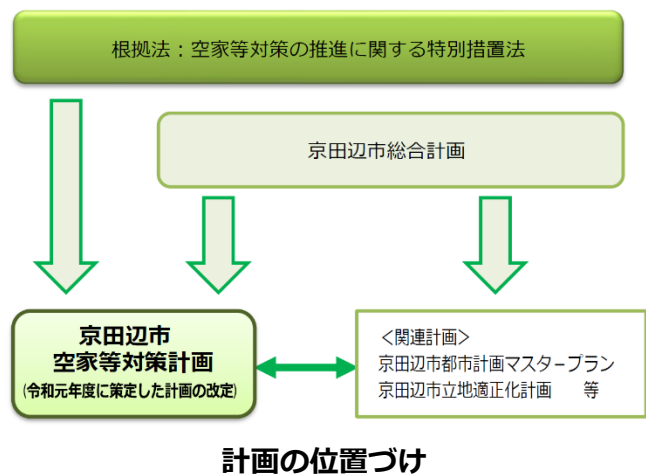 根拠法：空家等対策の推進に関する特別措置法
京田辺市総合計画
京田辺市
空家等対策計画
(令和元年度に策定した計画の改定)
＜関連計画＞
京田辺市都市計画マスタープラン
京田辺市立地適正化計画　等
計画の位置づけ